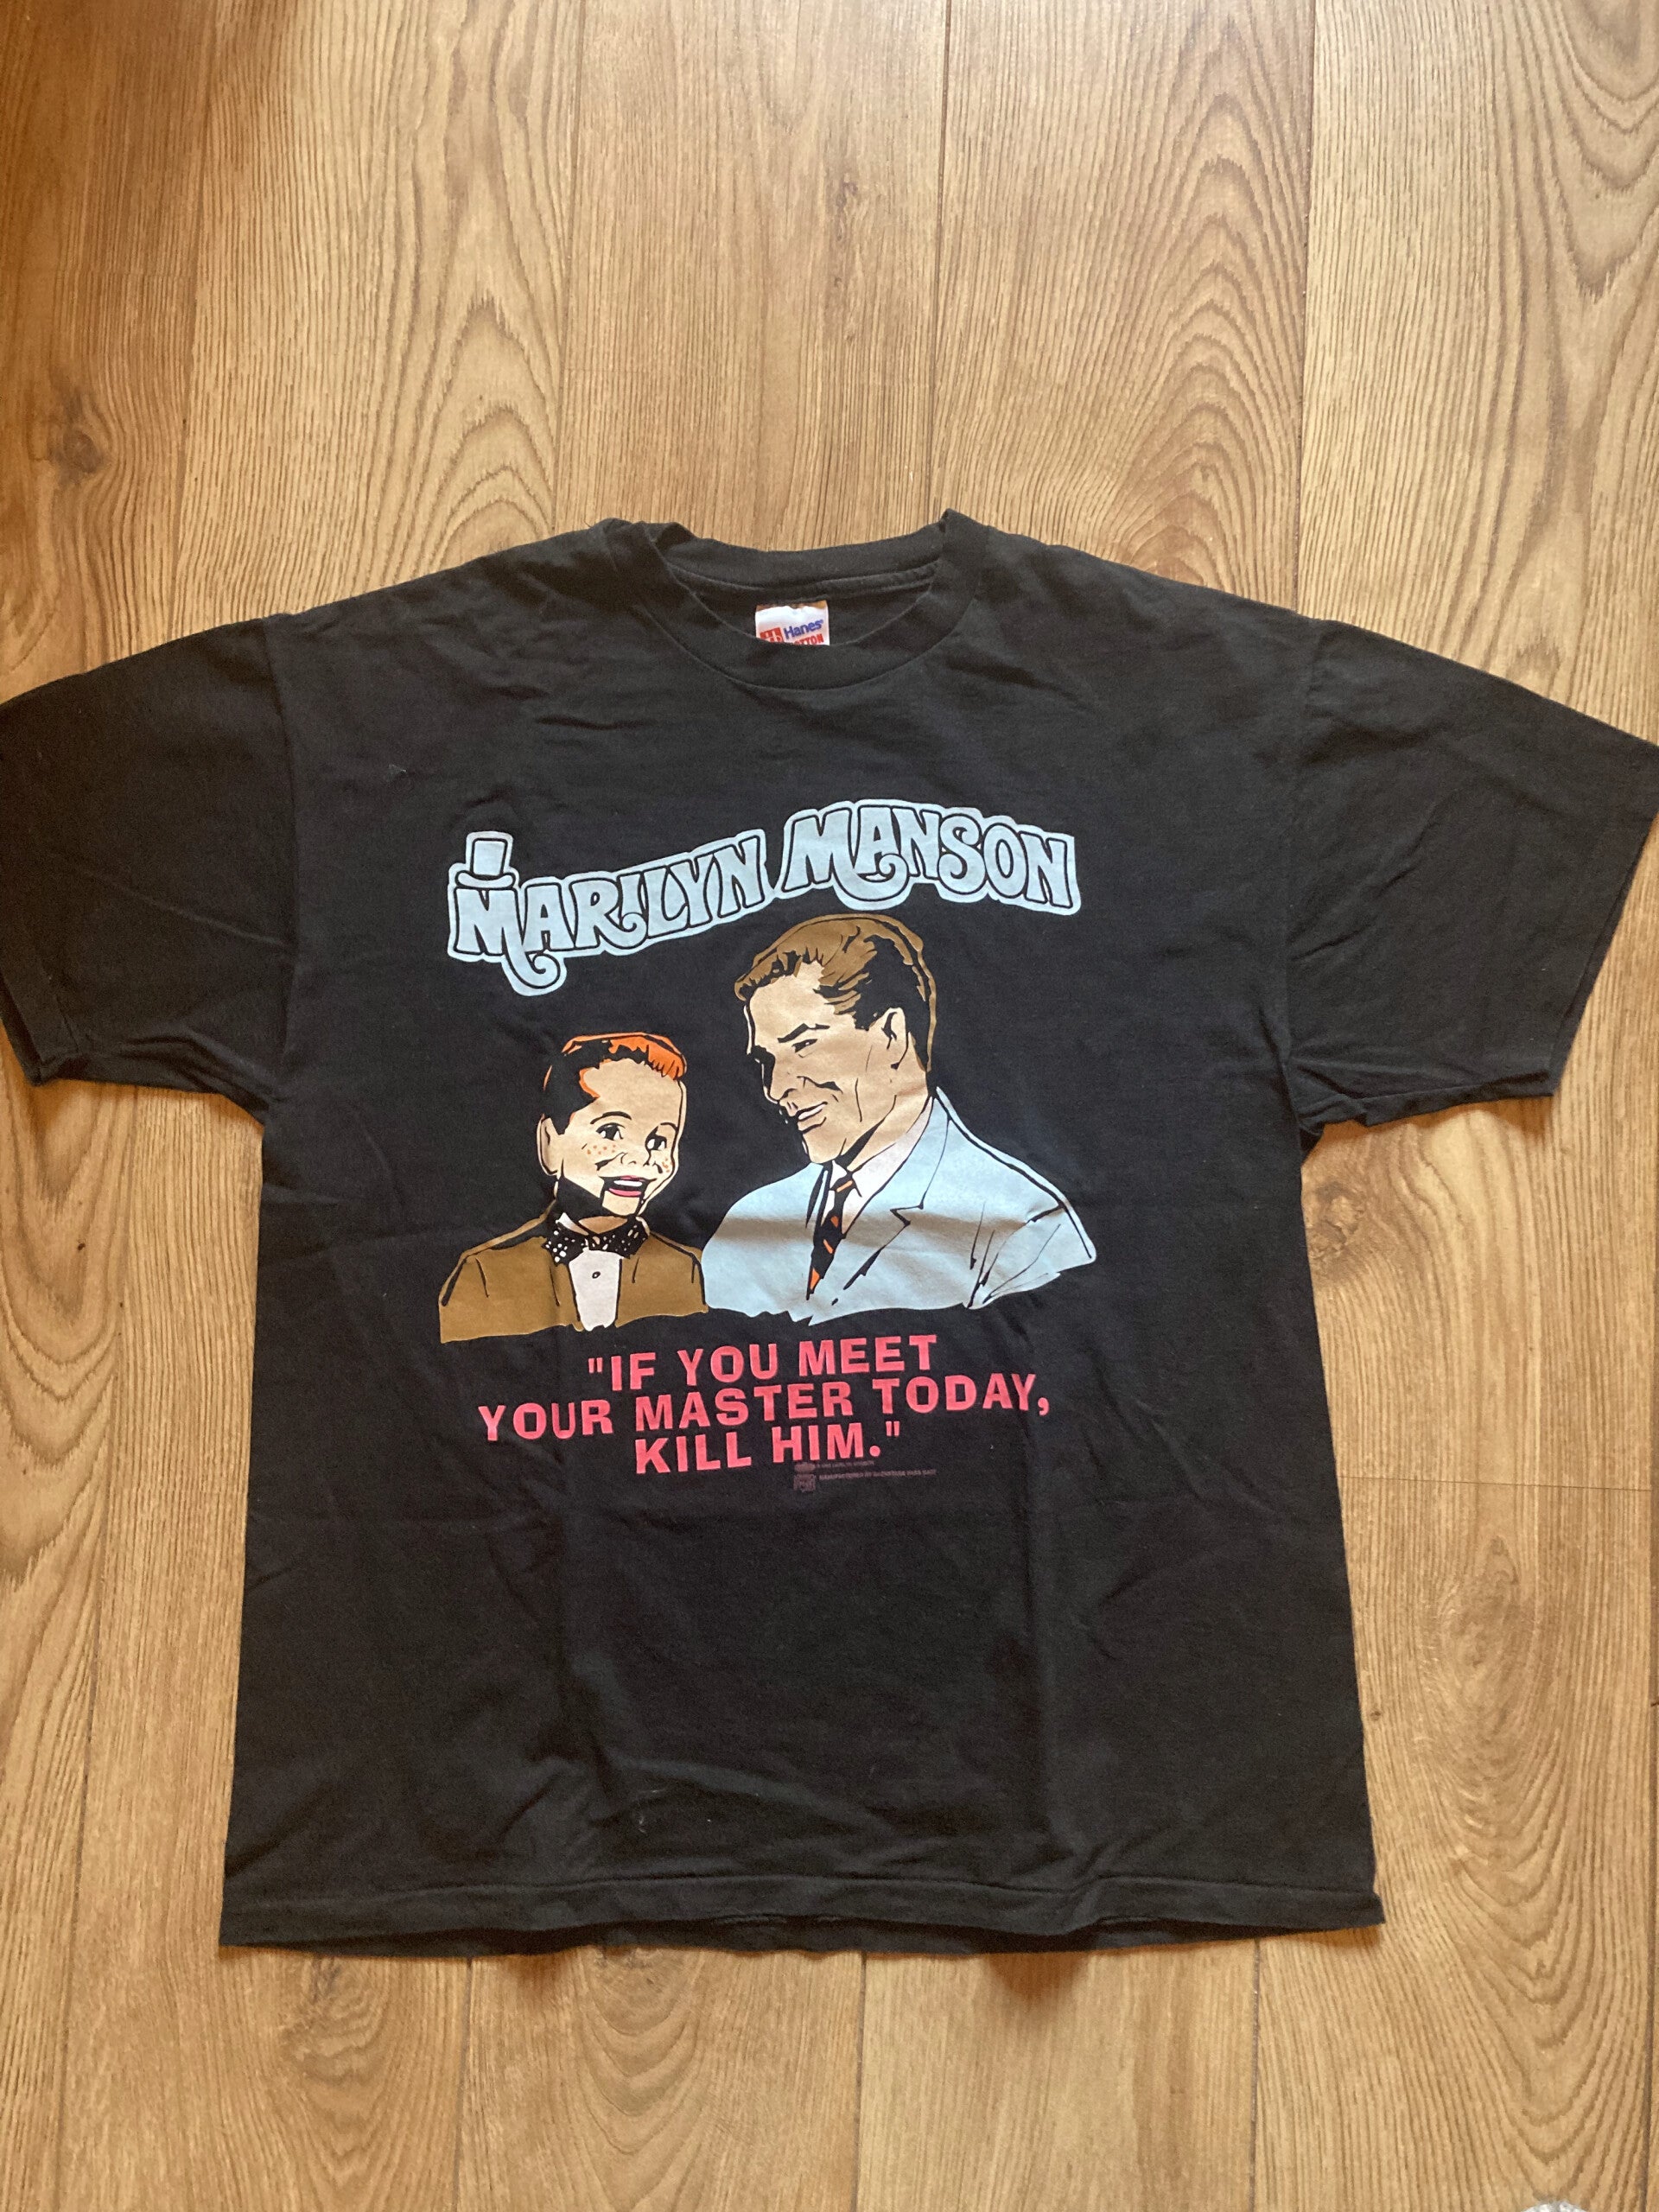 Hanes
MARILYN MANSON
"IF YOU MEET
YOUR MASTER TODAY,
KILL HIM."